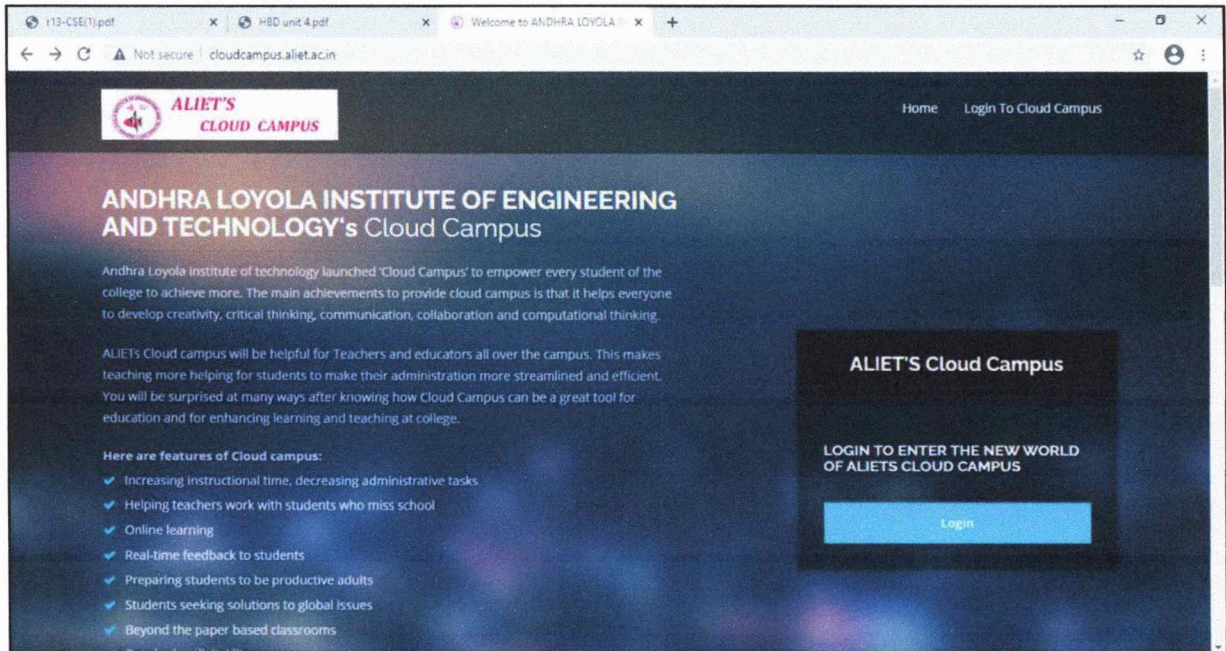 r13-CSE(1).pdf
HBD unit 4.pdf
Welcome to ANDHRA LOYOLA
Not secure | cloudcampus.aliet.ac.in
ALIET'S
CLOUD CAMPUS
Home
Login To Cloud Campus
ANDHRA LOYOLA INSTITUTE OF ENGINEERING
AND TECHNOLOGY's Cloud Campus
Andhra Loyola institute of technology launched 'Cloud Campus' to empower every student of the
college to achieve more. The main achievements to provide cloud campus is that it helps everyone
to develop creativity, critical thinking, communication, collaboration and computational thinking.
ALIETs Cloud campus will be helpful for Teachers and educators all over the campus. This makes
teaching more helping for students to make their administration more streamlined and efficient.
You will be surprised at many ways after knowing how Cloud Campus can be a great tool for
education and for enhancing learning and teaching at college.
Here are features of Cloud campus:
Increasing instructional time, decreasing administrative tasks
Helping teachers work with students who miss school
Online learning
Real-time feedback to students
Preparing students to be productive adults
Students seeking solutions to global issues
Beyond the paper based classrooms
ALIET'S Cloud Campus
LOGIN TO ENTER THE NEW WORLD
OF ALIETS CLOUD CAMPUS
Login